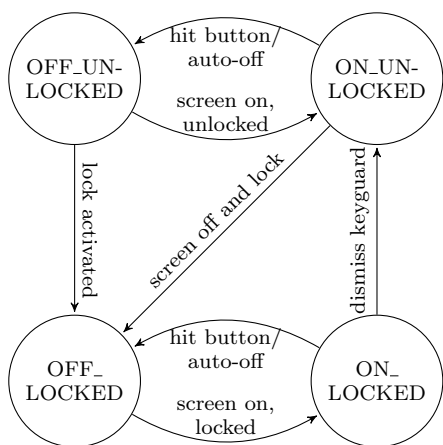 hit button/
auto-off
OFF_UN-
LOCKED
ON_UN-
LOCKED
screen on,
unlocked
lock activated
screen off and lock
dismiss keyguard
hit button/
auto-off
OFF_
LOCKED
ON_
LOCKED
screen on,
locked